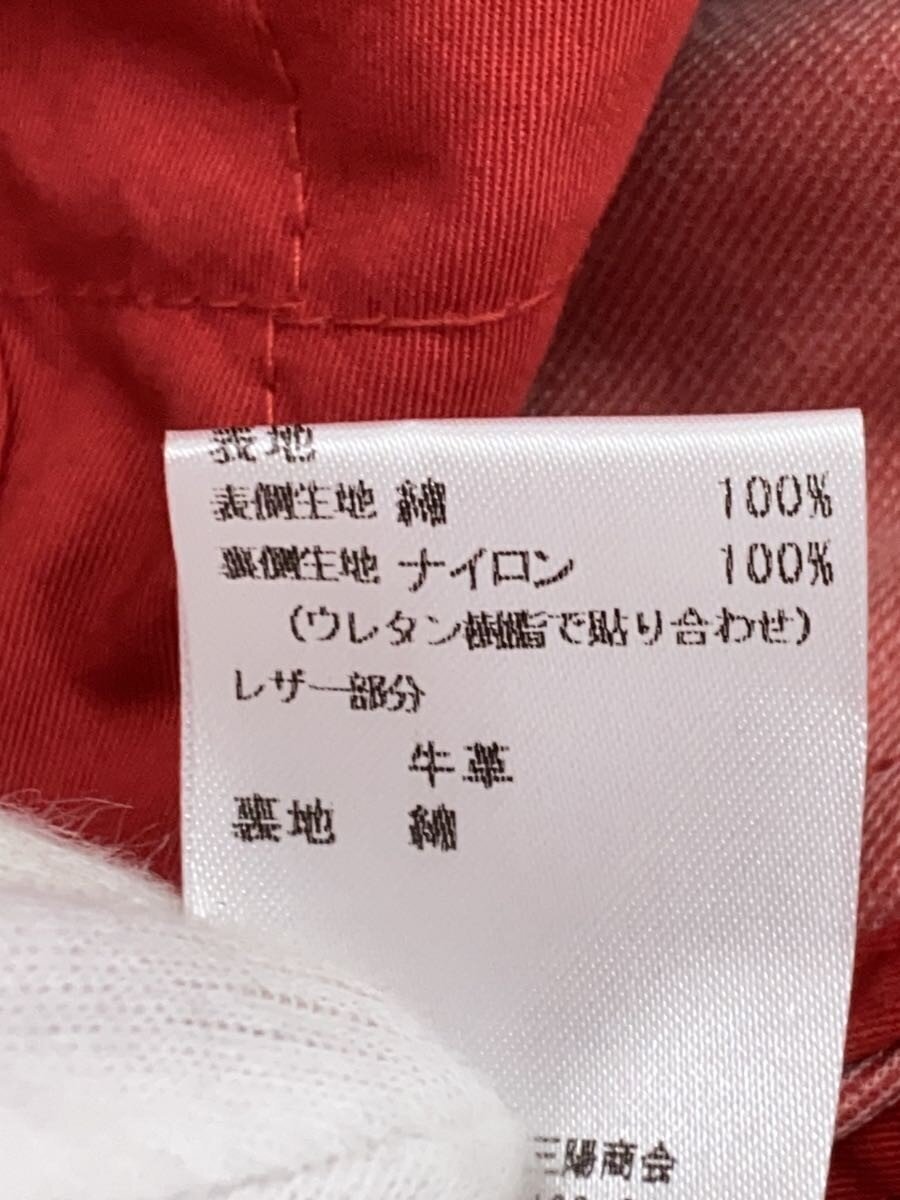 表地
表側生地 綿 100%
裏側生地 ナイロン 100%
(ウレタン樹脂で貼り合わせ)
レザー部分
牛革
裏地 綿
三陽商会